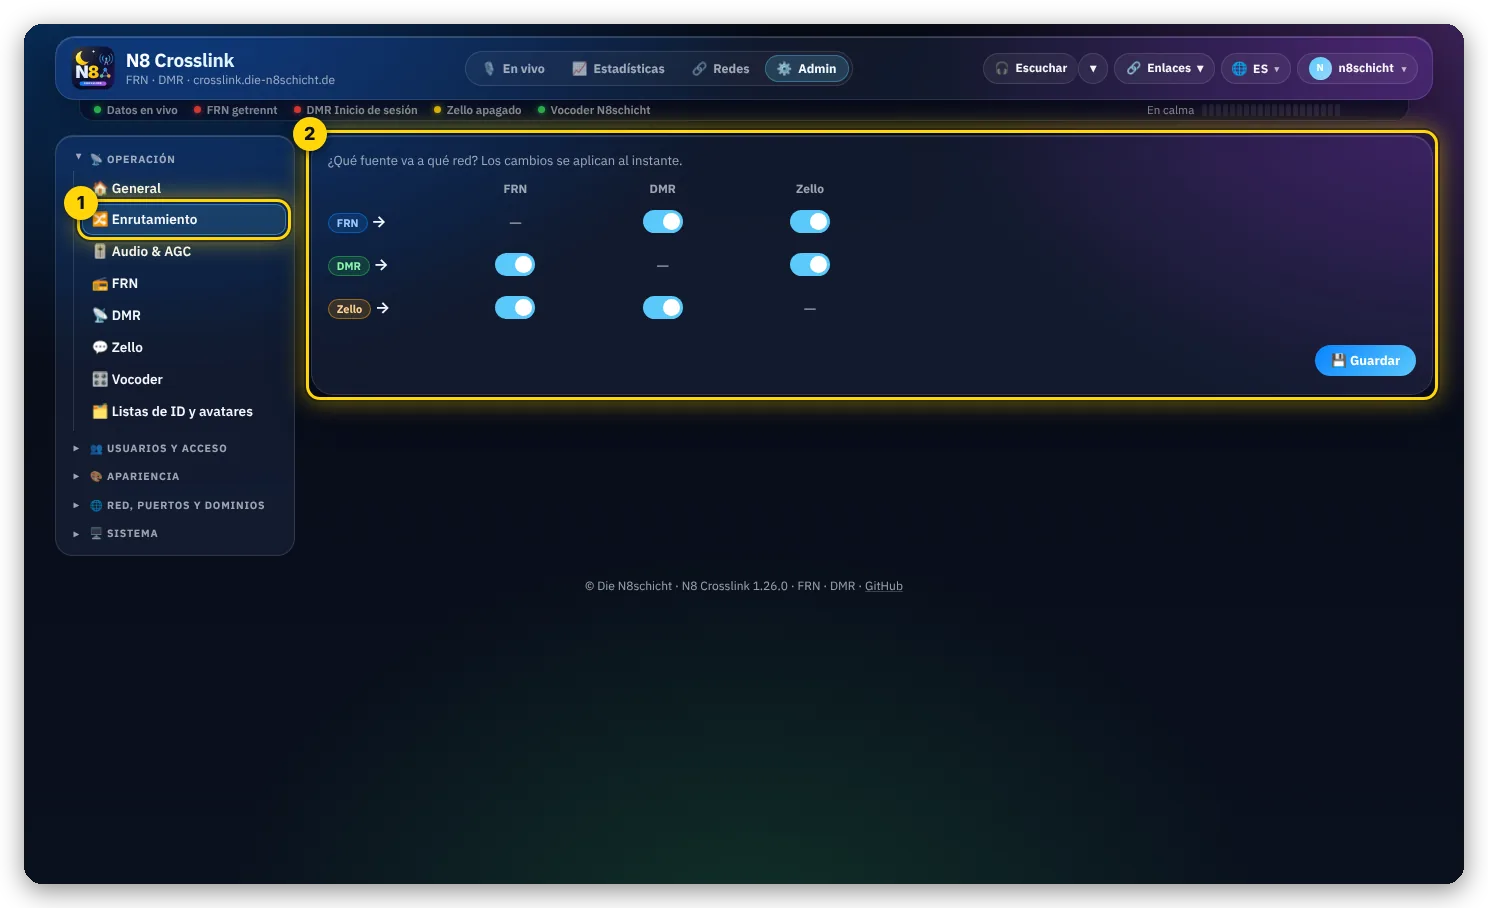 N8
N8 Crosslink
FRN · DMR · crosslink.die-n8schicht.de
En vivo
Estadísticas
Redes
Admin
Escuchar ▼
Enlaces ▼
ES ▾
N n8schicht ▾
Datos en vivo
FRN getrennt
DMR Inicio de sesión
Zello apagado
Vocoder N8schicht
En calma
▼ OPERACIÓN
General
1
Enrutamiento
Audio & AGC
FRN
DMR
Zello
Vocoder
Listas de ID y avatares
► USUARIOS Y ACCESO
► APARIENCIA
► RED, PUERTOS Y DOMINIOS
► SISTEMA
2
¿Qué fuente va a qué red? Los cambios se aplican al instante.
FRN DMR Zello
FRN → —
DMR → —
Zello → —
Guardar
© Die N8schicht · N8 Crosslink 1.26.0 · FRN · DMR · GitHub